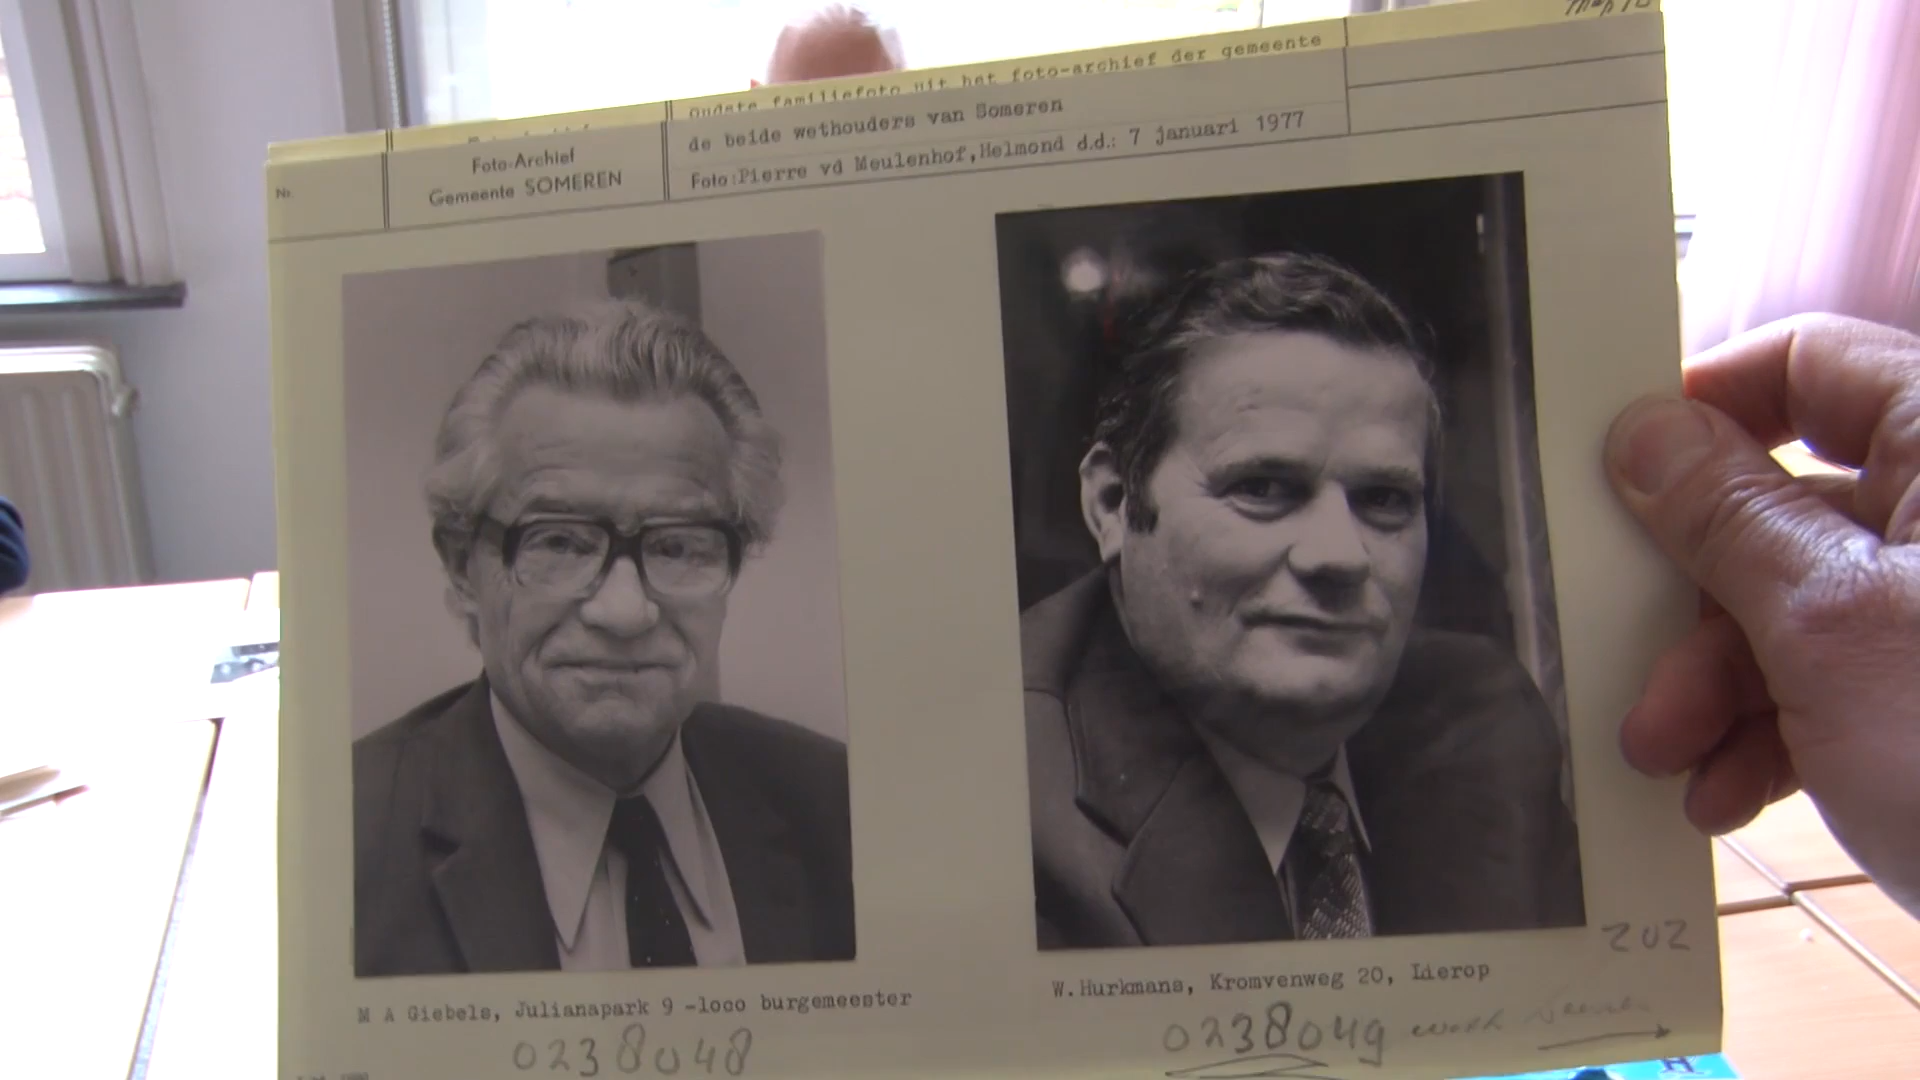 Oudste familiefoto uit het foto-archief der gemeente
Nr.
Foto-Archief
Gemeente SOMEREN
de beide wethouders van Someren
Foto:Pierre vd Meulenhof,Helmond d.d.: 7 januari 1977
202
M A Giebels, Julianapark 9 -loco burgemeester
0238048
W.Hurkmans, Kromvenweg 20, Lierop
0238049